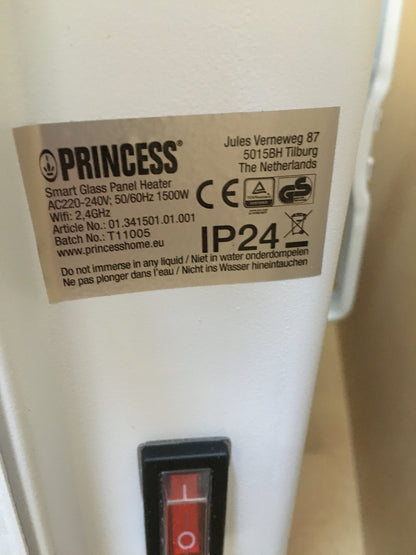 PRINCESS®
Jules Verneweg 87
5015BH Tilburg
The Netherlands
Smart Glass Panel Heater
AC220-240V; 50/60Hz 1500W
Wifi: 2,4GHz
Article No.: 01.341501.01.001
Batch No.: T11005
www.princesshome.eu
CE
GS
IP24
Do not immerse in any liquid / Niet in water onderdompelen
Ne pas plonger dans l'eau / Nicht ins Wasser hineintauchen
I
O